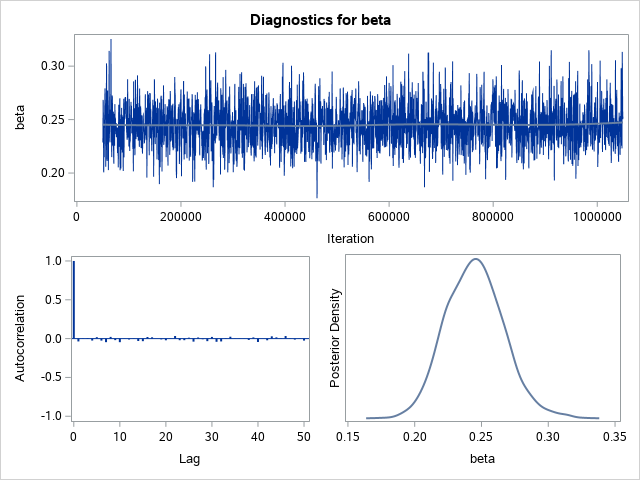 Diagnostics for beta
beta
0.30
0.25
0.20
0 200000 400000 600000 800000 1000000
Iteration
Autocorrelation
1.0
0.5
0.0
-0.5
-1.0
0 10 20 30 40 50
Lag
Posterior Density
0.15 0.20 0.25 0.30 0.35
beta